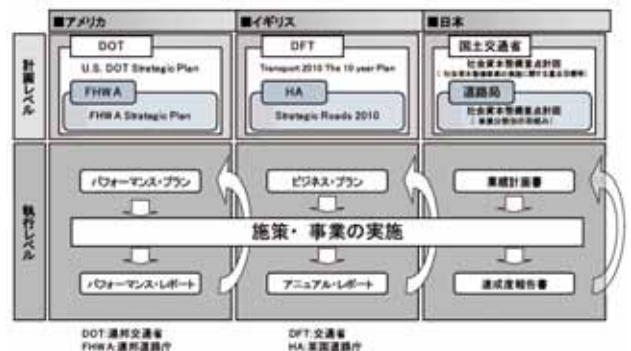 ■アメリカ
■イギリス
■日本
計画レベル
DOT
U.S. DOT Strategic Plan
FHWA
FHWA Strategic Plan
DFT
Transport 2010 The 10 year Plan
HA
Strategic Roads 2010
国土交通省
社会資本整備重点計画
道路局
社会資本整備重点計画
執行レベル
パフォーマンス・プラン
ビジネス・プラン
業績計画書
施策・事業の実施
パフォーマンス・レポート
アニュアル・レポート
達成度報告書
DOT:連邦交通省
FHWA:連邦道路庁
DFT:交通省
HA:英国道路庁